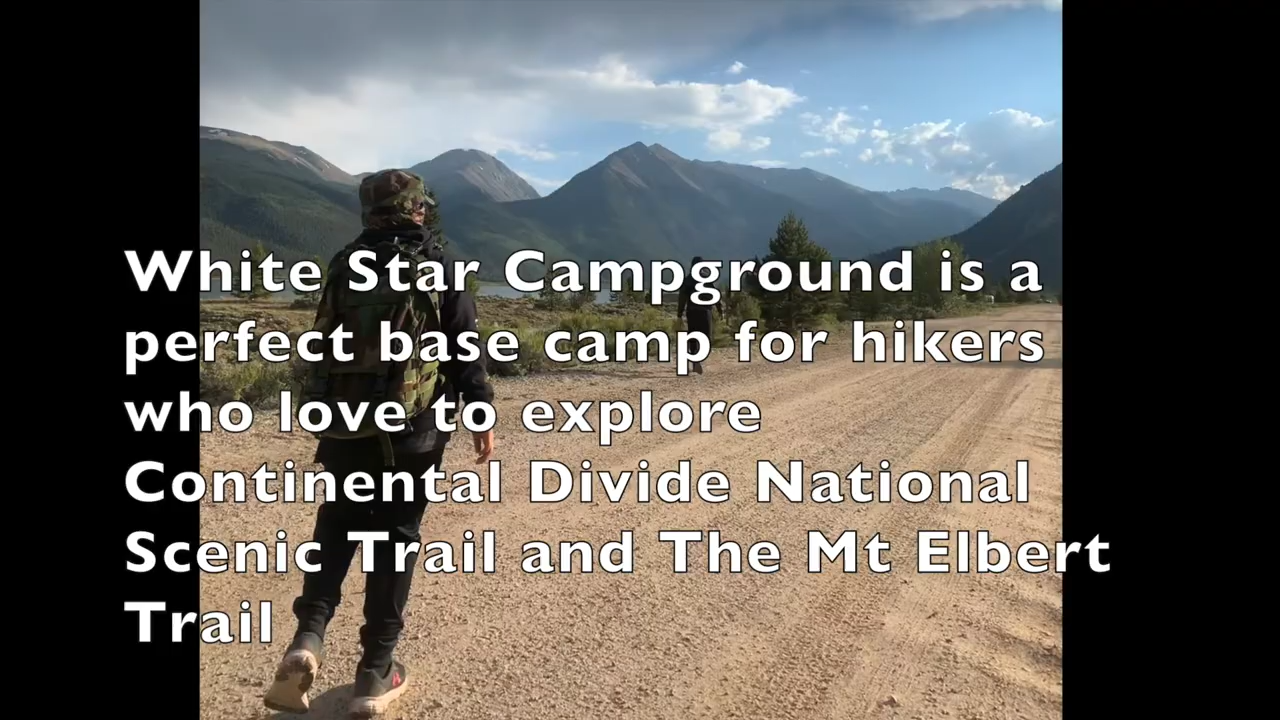 White Star Campground is a
perfect base camp for hikers
who love to explore
Continental Divide National
Scenic Trail and The Mt Elbert
Trail